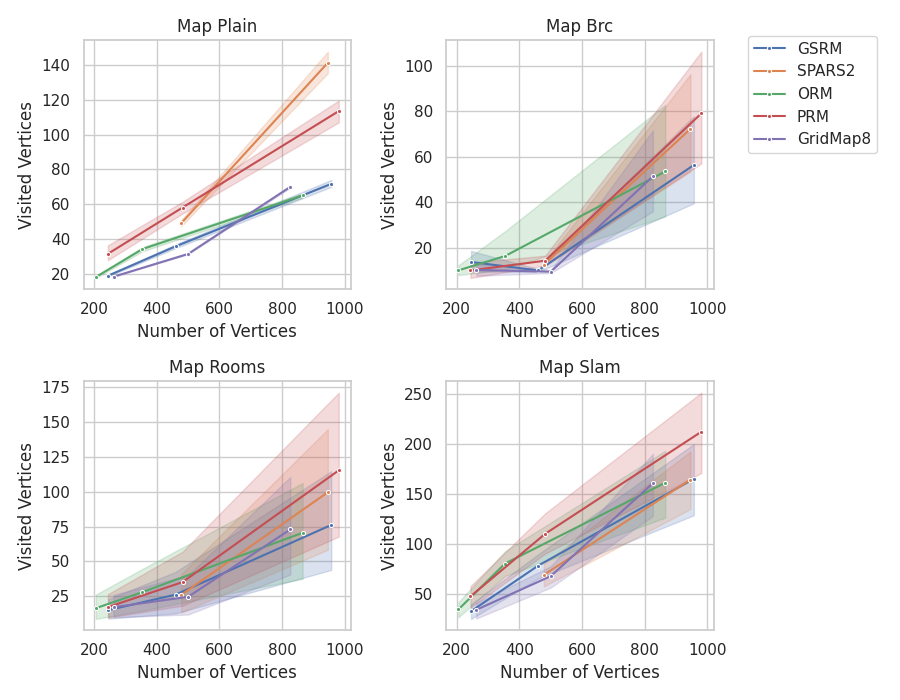 Map Plain
Visited Vertices
140
120
100
80
60
40
20
200 400 600 800 1000
Number of Vertices
Map Brc
Visited Vertices
100
80
60
40
20
200 400 600 800 1000
Number of Vertices
GSRM
SPARS2
ORM
PRM
GridMap8
Map Rooms
Visited Vertices
175
150
125
100
75
50
25
200 400 600 800 1000
Number of Vertices
Map Slam
Visited Vertices
250
200
150
100
50
200 400 600 800 1000
Number of Vertices